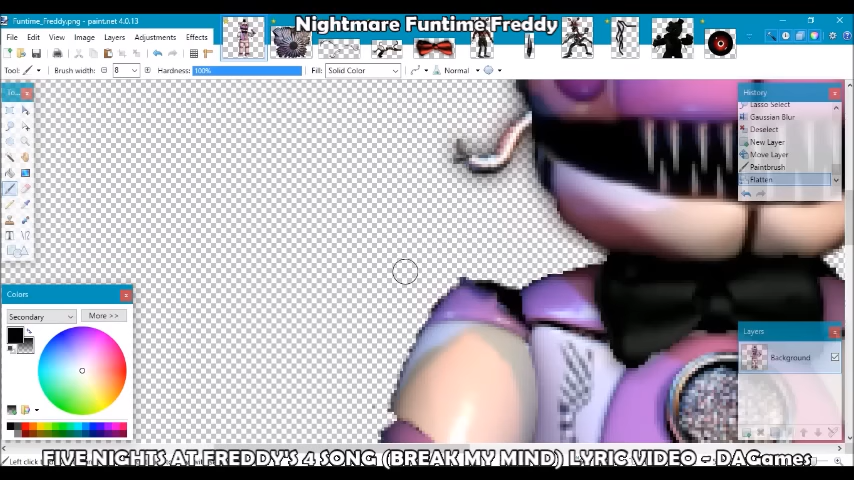 Funtime_Freddy.png - paint.net 4.0.13
Nightmare Funtime Freddy
File Edit View Image Layers Adjustments Effects
Tool: Brush width: 8 Hardness: 100% Fill: Solid Color Normal
To...
History
Lasso Select
Gaussian Blur
Deselect
New Layer
Move Layer
Paintbrush
Flatten
Colors
Secondary More >>
Layers
Background
FIVE NIGHTS AT FREDDY'S 4 SONG (BREAK MY MIND) LYRIC VIDEO - DAGames